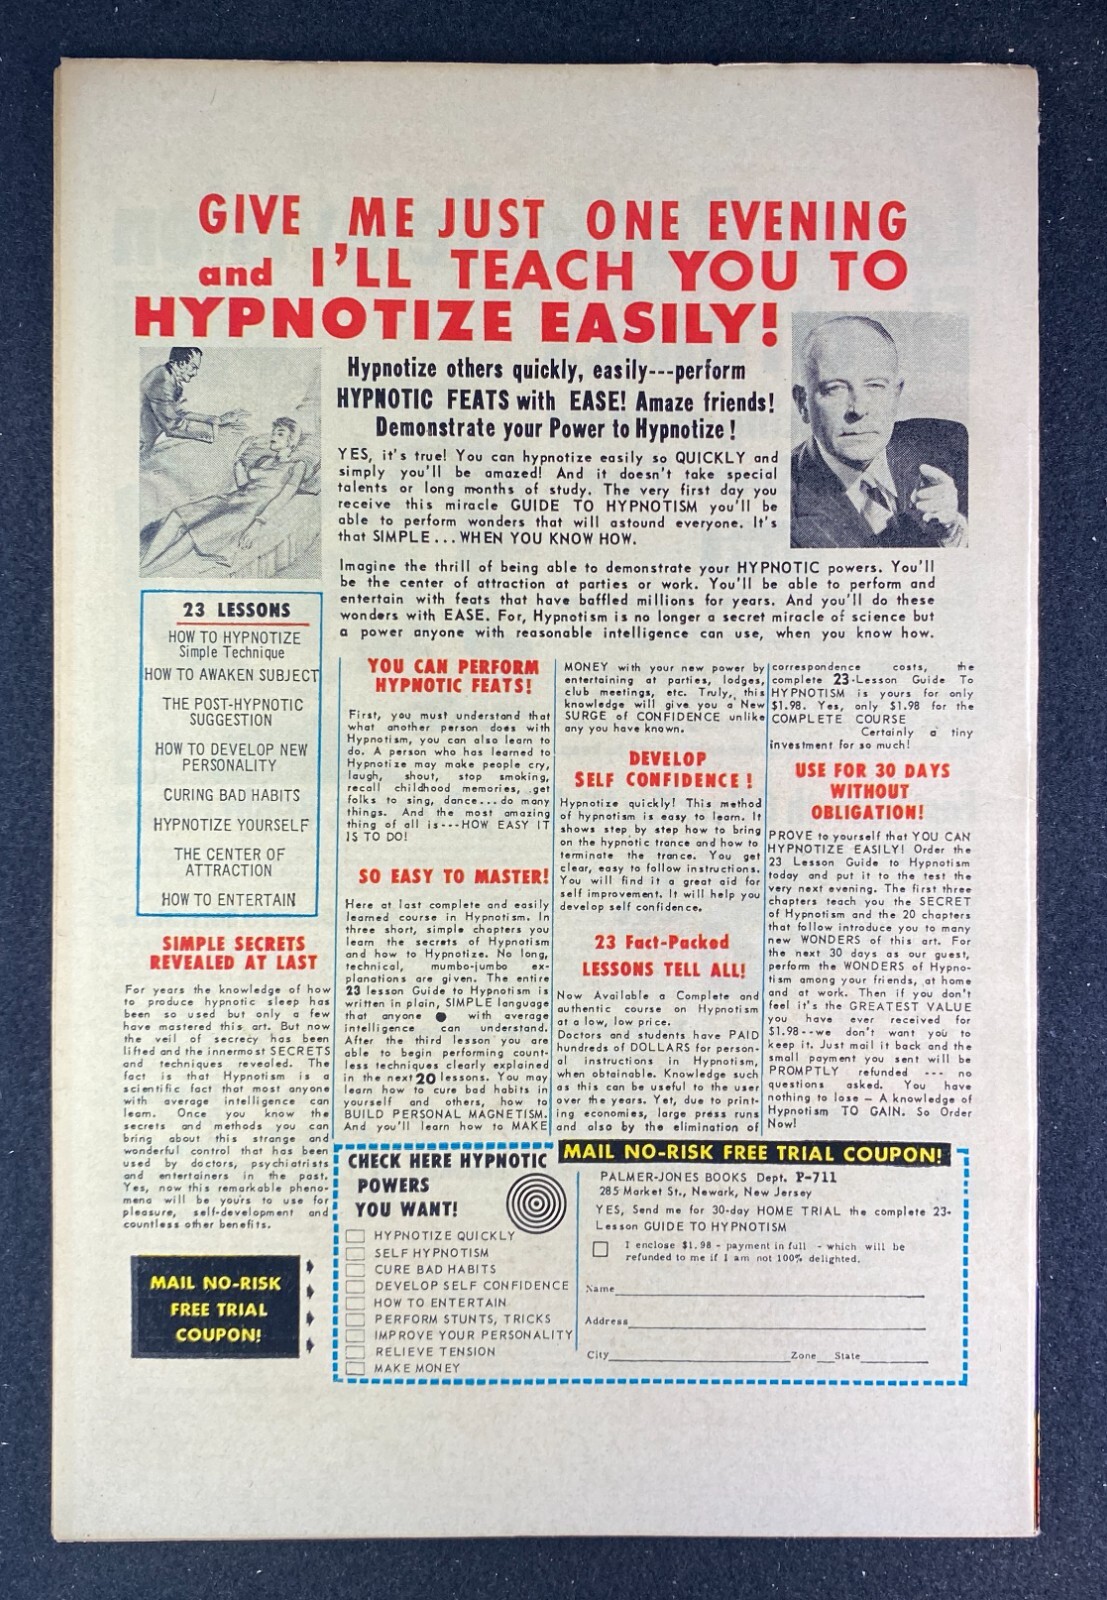 GIVE ME JUST ONE EVENING
and I'LL TEACH YOU TO
HYPNOTIZE EASILY!
Hypnotize others quickly, easily---perform
HYPNOTIC FEATS with EASE! Amaze friends!
Demonstrate your Power to Hypnotize!
YES, it's true! You can hypnotize easily so QUICKLY and
simply you'll be amazed! And it doesn't take special
talents or long months of study. The very first day you
receive this miracle GUIDE TO HYPNOTISM you'll be
able to perform wonders that will astound everyone. It's
that SIMPLE...WHEN YOU KNOW HOW.
Imagine the thrill of being able to demonstrate your HYPNOTIC powers. You'll
be the center of attraction at parties or work. You'll be able to perform and
entertain with feats that have baffled millions for years. And you'll do these
wonders with EASE. For, Hypnotism is no longer a secret miracle of science but
a power anyone with reasonable intelligence can use, when you know how.
23 LESSONS
HOW TO HYPNOTIZE
Simple Technique
HOW TO AWAKEN SUBJECT
THE POST-HYPNOTIC
SUGGESTION
HOW TO DEVELOP NEW
PERSONALITY
CURING BAD HABITS
HYPNOTIZE YOURSELF
THE CENTER OF
ATTRACTION
HOW TO ENTERTAIN
SIMPLE SECRETS
REVEALED AT LAST
For years the knowledge of how
to produce hypnotic sleep has
been so used but only a few
have mastered this art. But now
the veil of secrecy has been
lifted and the innermost SECRETS
and techniques revealed. The
fact is that Hypnotism is a
scientific fact that most anyone
with average intelligence can
learn. Once you know the
secrets and methods you can
bring about this strange and
wonderful control that has been
used by doctors, psychiatrists
and entertainers in the past.
Yes, now this remarkable pheno-
mena will be yours to use for
pleasure, self-development and
countless other benefits.
MAIL NO-RISK
FREE TRIAL
COUPON!
YOU CAN PERFORM
HYPNOTIC FEATS!
First, you must understand that
what another person does with
Hypnotism, you can also learn to
do. A person who has learned to
Hypnotize may make people cry,
laugh, shout, stop smoking,
recall childhood memories, get
folks to sing, dance...do many
things. And the most amazing
thing of all is---HOW EASY IT
IS TO DO!
SO EASY TO MASTER!
Here at last complete and easily
learned course in Hypnotism. In
three short, simple chapters you
learn the secrets of Hypnotism
and how to Hypnotize. No long,
technical, mumbo-jumbo ex-
planations are given. The entire
23 lesson Guide to Hypnotism is
written in plain, SIMPLE language
that anyone ● with average
intelligence can understand.
After the third lesson you are
able to begin performing count-
less techniques clearly explained
in the next 20 lessons. You may
learn how to cure bad habits in
yourself and others, how to
BUILD PERSONAL MAGNETISM.
And you'll learn how to MAKE
MONEY with your new power by
entertaining at parties, lodges,
club meetings, etc. Truly, this
knowledge will give you a New
SURGE of CONFIDENCE unlike
any you have known.
DEVELOP
SELF CONFIDENCE!
Hypnotize quickly! This method
of hypnotism is easy to learn. It
shows step by step how to bring
on the hypnotic trance and how to
terminate the trance. You get
clear, easy to follow instructions.
You will find it a great aid for
self improvement. It will help you
develop self confidence.
23 Fact-Packed
LESSONS TELL ALL!
Now Available a Complete and
authentic course on Hypnotism
at a low, low price.
Doctors and students have PAID
hundreds of DOLLARS for person-
al instructions in Hypnotism,
when obtainable. Knowledge such
as this can be useful to the user
over the years. Yet, due to print-
ing economies, large press runs
and also by the elimination of
correspondence costs, the
complete 23-Lesson Guide To
HYPNOTISM is yours for only
$1.98. Yes, only $1.98 for the
COMPLETE COURSE
Certainly a tiny
investment for so much!
USE FOR 30 DAYS
WITHOUT
OBLIGATION!
PROVE to yourself that YOU CAN
HYPNOTIZE EASILY! Order the
23 Lesson Guide to Hypnotism
today and put it to the test the
very next evening. The first three
chapters teach you the SECRET
of Hypnotism and the 20 chapters
that follow introduce you to many
new WONDERS of this art. For
the next 30 days as our guest,
perform the WONDERS of Hypno-
tism among your friends, at home
and at work. Then if you don't
feel it's the GREATEST VALUE
you have ever received for
$1.98--we don't want you to
keep it. Just mail it back and the
small payment you sent will be
PROMPTLY refunded --- no
questions asked. You have
nothing to lose - A knowledge of
Hypnotism TO GAIN. So Order
Now!
CHECK HERE HYPNOTIC
POWERS
YOU WANT!
HYPNOTIZE QUICKLY
SELF HYPNOTISM
CURE BAD HABITS
DEVELOP SELF CONFIDENCE
HOW TO ENTERTAIN
PERFORM STUNTS, TRICKS
IMPROVE YOUR PERSONALITY
RELIEVE TENSION
MAKE MONEY
MAIL NO-RISK FREE TRIAL COUPON!
PALMER-JONES BOOKS Dept. P-711
285 Market St., Newark, New Jersey
YES, Send me for 30-day HOME TRIAL the complete 23-
Lesson GUIDE TO HYPNOTISM
I enclose $1.98 - payment in full - which will be
refunded to me if I am not 100% delighted.
Name
Address
City Zone State